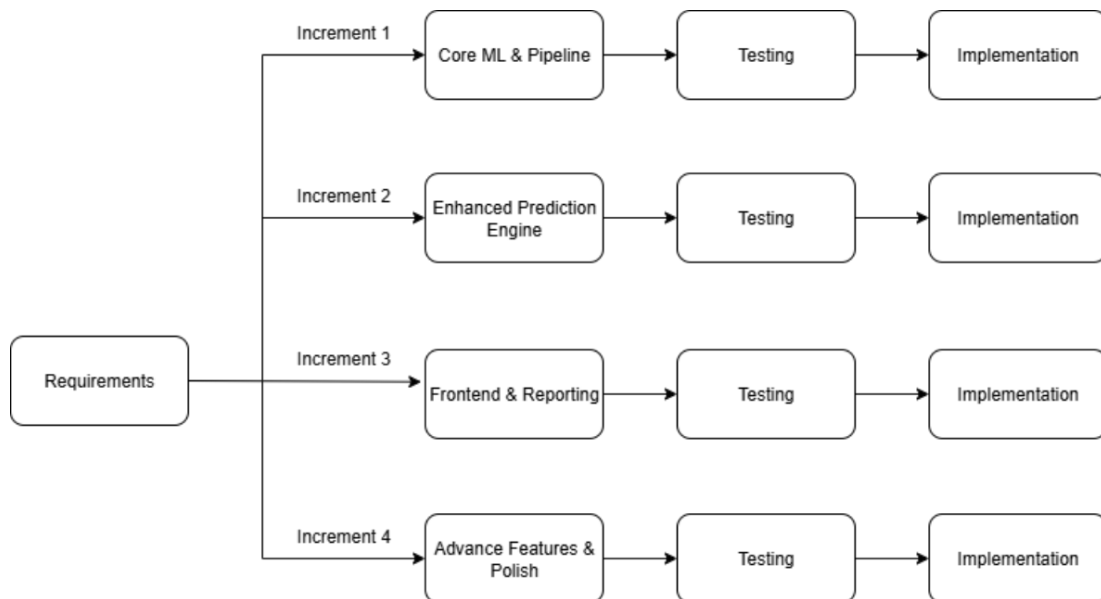 Increment 1
Core ML & Pipeline
Testing
Implementation
Increment 2
Enhanced Prediction
Engine
Testing
Implementation
Requirements
Increment 3
Frontend & Reporting
Testing
Implementation
Increment 4
Advance Features &
Polish
Testing
Implementation